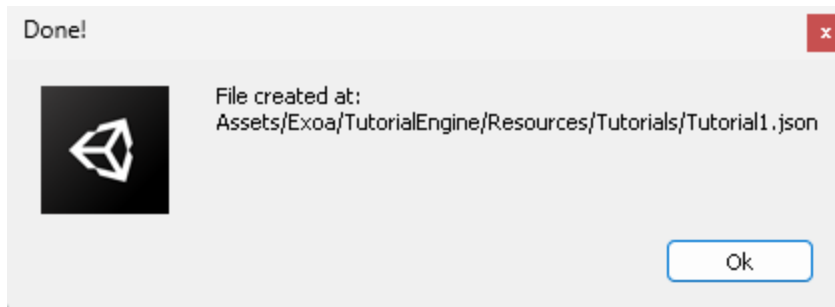 Done!
x
File created at:
Assets/Exoa/TutorialEngine/Resources/Tutorials/Tutorial1.json
Ok